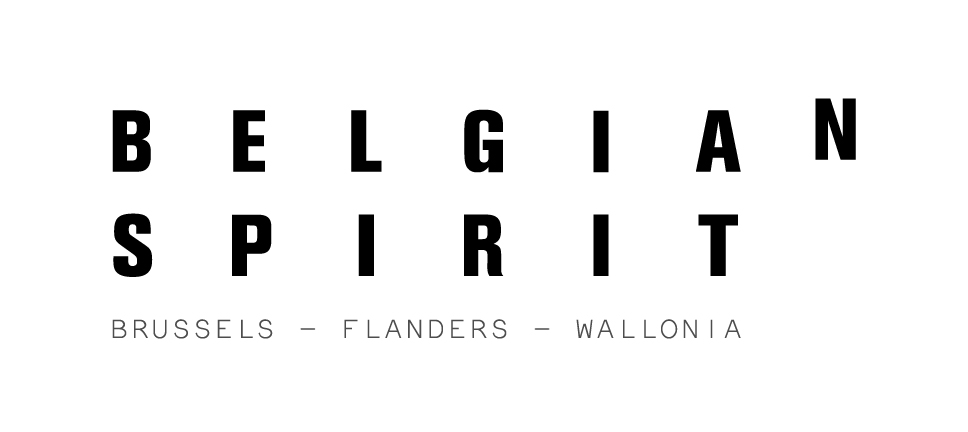 BELGIAN
SPIRIT
BRUSSELS – FLANDERS – WALLONIA